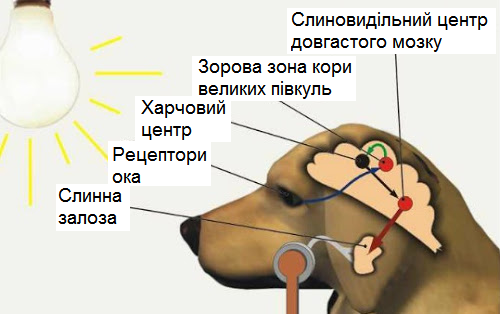 Слиновидільний центр
довгастого мозку
Зорова зона кори
великих півкуль
Харчовий
центр
Рецептори
ока
Слинна
залоза